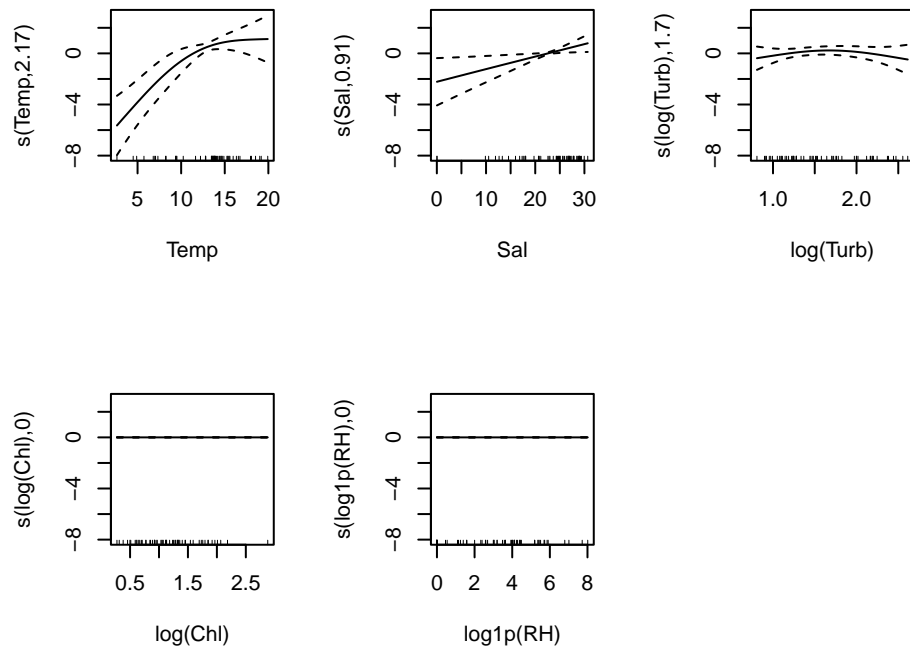 s(Temp,2.17)
0
−4
−8
5 10 15 20
Temp
s(Sal,0.91)
0
−4
−8
0 10 20 30
Sal
s(log(Turb),1.7)
0
−4
−8
1.0 2.0
log(Turb)
s(log(Chl),0)
0
−4
−8
0.5 1.5 2.5
log(Chl)
s(log1p(RH),0)
0
−4
−8
0 2 4 6 8
log1p(RH)